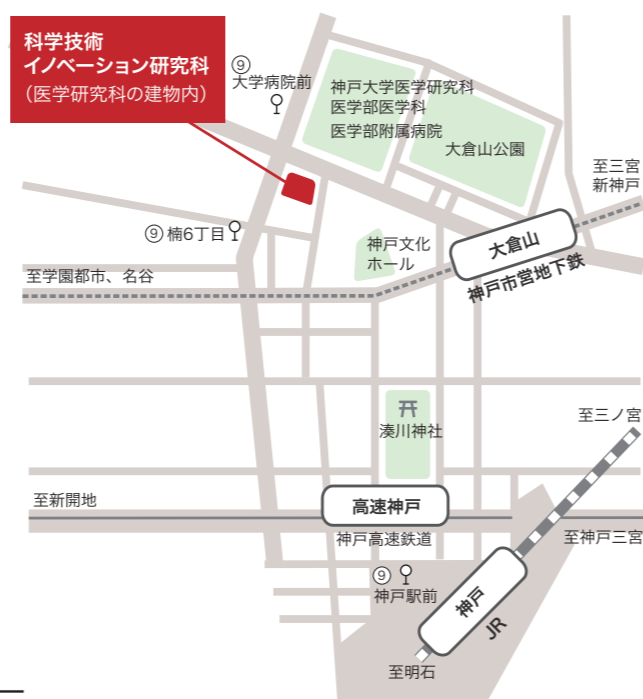 科学技術
イノベーション研究科
（医学研究科の建物内）
⑨
大学病院前
神戸大学医学研究科
医学部医学科
医学部附属病院
大倉山公園
至三宮
新神戸
⑨ 楠6丁目
神戸文化
ホール
大倉山
神戸市営地下鉄
至学園都市、名谷
湊川神社
至三ノ宮
至新開地
高速神戸
神戸高速鉄道
至神戸三宮
⑨
神戸駅前
神戸
JR
至明石